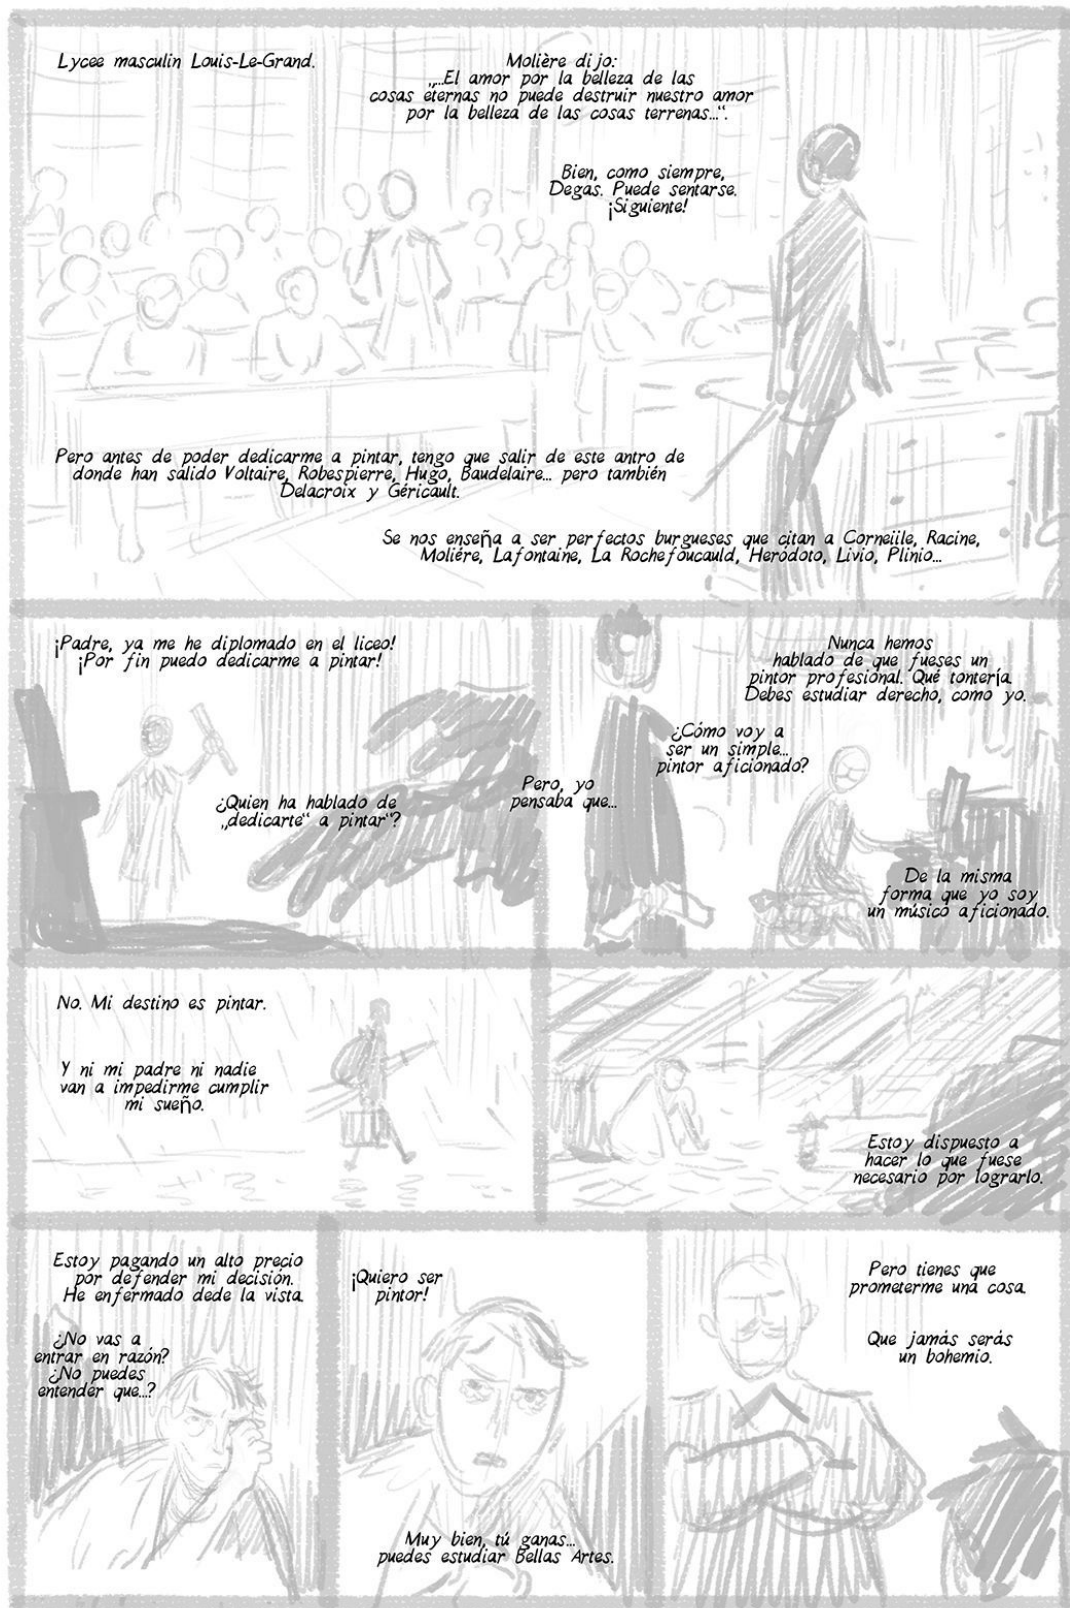 Lycee masculin Louis-Le-Grand.
Molière dijo:
„...El amor por la belleza de las
cosas eternas no puede destruir nuestro amor
por la belleza de las cosas terrenas...“.
Bien, como siempre,
Degas. Puede sentarse.
¡Siguiente!
Pero antes de poder dedicarme a pintar, tengo que salir de este antro de
donde han salido Voltaire, Robespierre, Hugo, Baudelaire... pero también
Delacroix y Géricault.
Se nos enseña a ser perfectos burgueses que citan a Corneiile, Racine,
Moliére, Lafontaine, La Rochefoucauld, Heródoto, Livio, Plinio...
¡Padre, ya me he diplomado en el liceo!
¡Por fin puedo dedicarme a pintar!
¿Quien ha hablado de
„dedicarte“ a pintar“?
Nunca hemos
hablado de que fueses un
pintor profesional. Qué tontería.
Debes estudiar derecho, como yo.
¿Cómo voy a
ser un simple...
pintor aficionado?
Pero, yo
pensaba que...
De la misma
forma que yo soy
un músico aficionado.
No. Mi destino es pintar.
Y ni mi padre ni nadie
van a impedirme cumplir
mi sueño.
Estoy dispuesto a
hacer lo que fuese
necesario por lograrlo.
Estoy pagando un alto precio
por defender mi decisión.
He enfermado dede la vista.
¿No vas a
entrar en razón?
¿No puedes
entender que...?
¡Quiero ser
pintor!
Muy bien, tú ganas...
puedes estudiar Bellas Artes.
Pero tienes que
prometerme una cosa.
Que jamás serás
un bohemio.